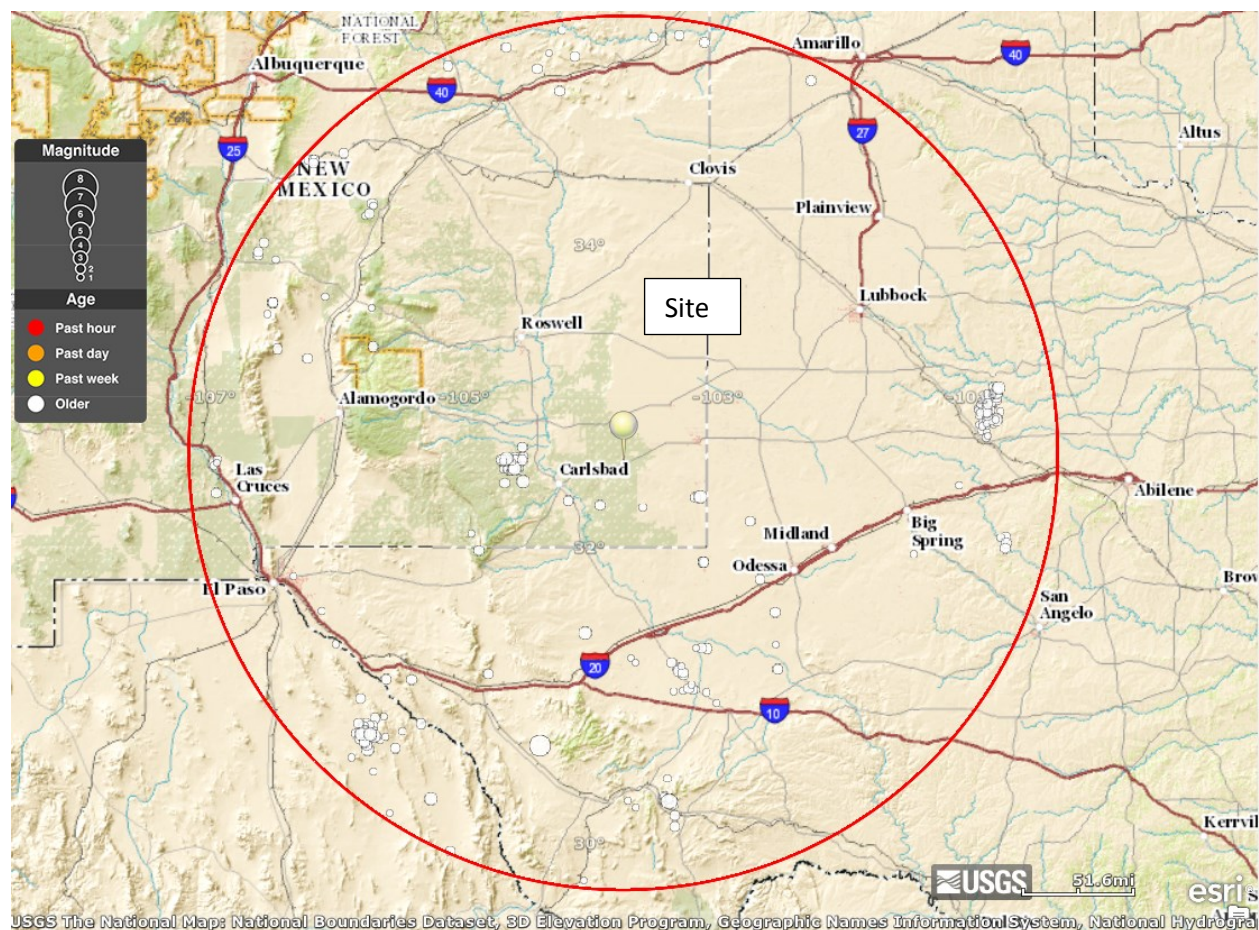 NATIONAL
FOREST
Albuquerque
40
Amarillo
40
25
27
Altus
Magnitude
8
7
6
5
4
3
2
1
NEW
MEXICO
Clovis
Plainview
34°
Age
Past hour
Past day
Past week
Older
Site
Roswell
Lubbock
-107°
Alamogordo
-105°
-103°
-101°
Las
Cruces
Carlsbad
Abilene
Midland
Big
Spring
32°
Odessa
El Paso
Brow
San
Angelo
20
10
30°
Kerrvil
USGS
51.6mi
esri
USGS The National Map: National Boundaries Dataset, 3D Elevation Program, Geographic Names Information System, National Hydrogra